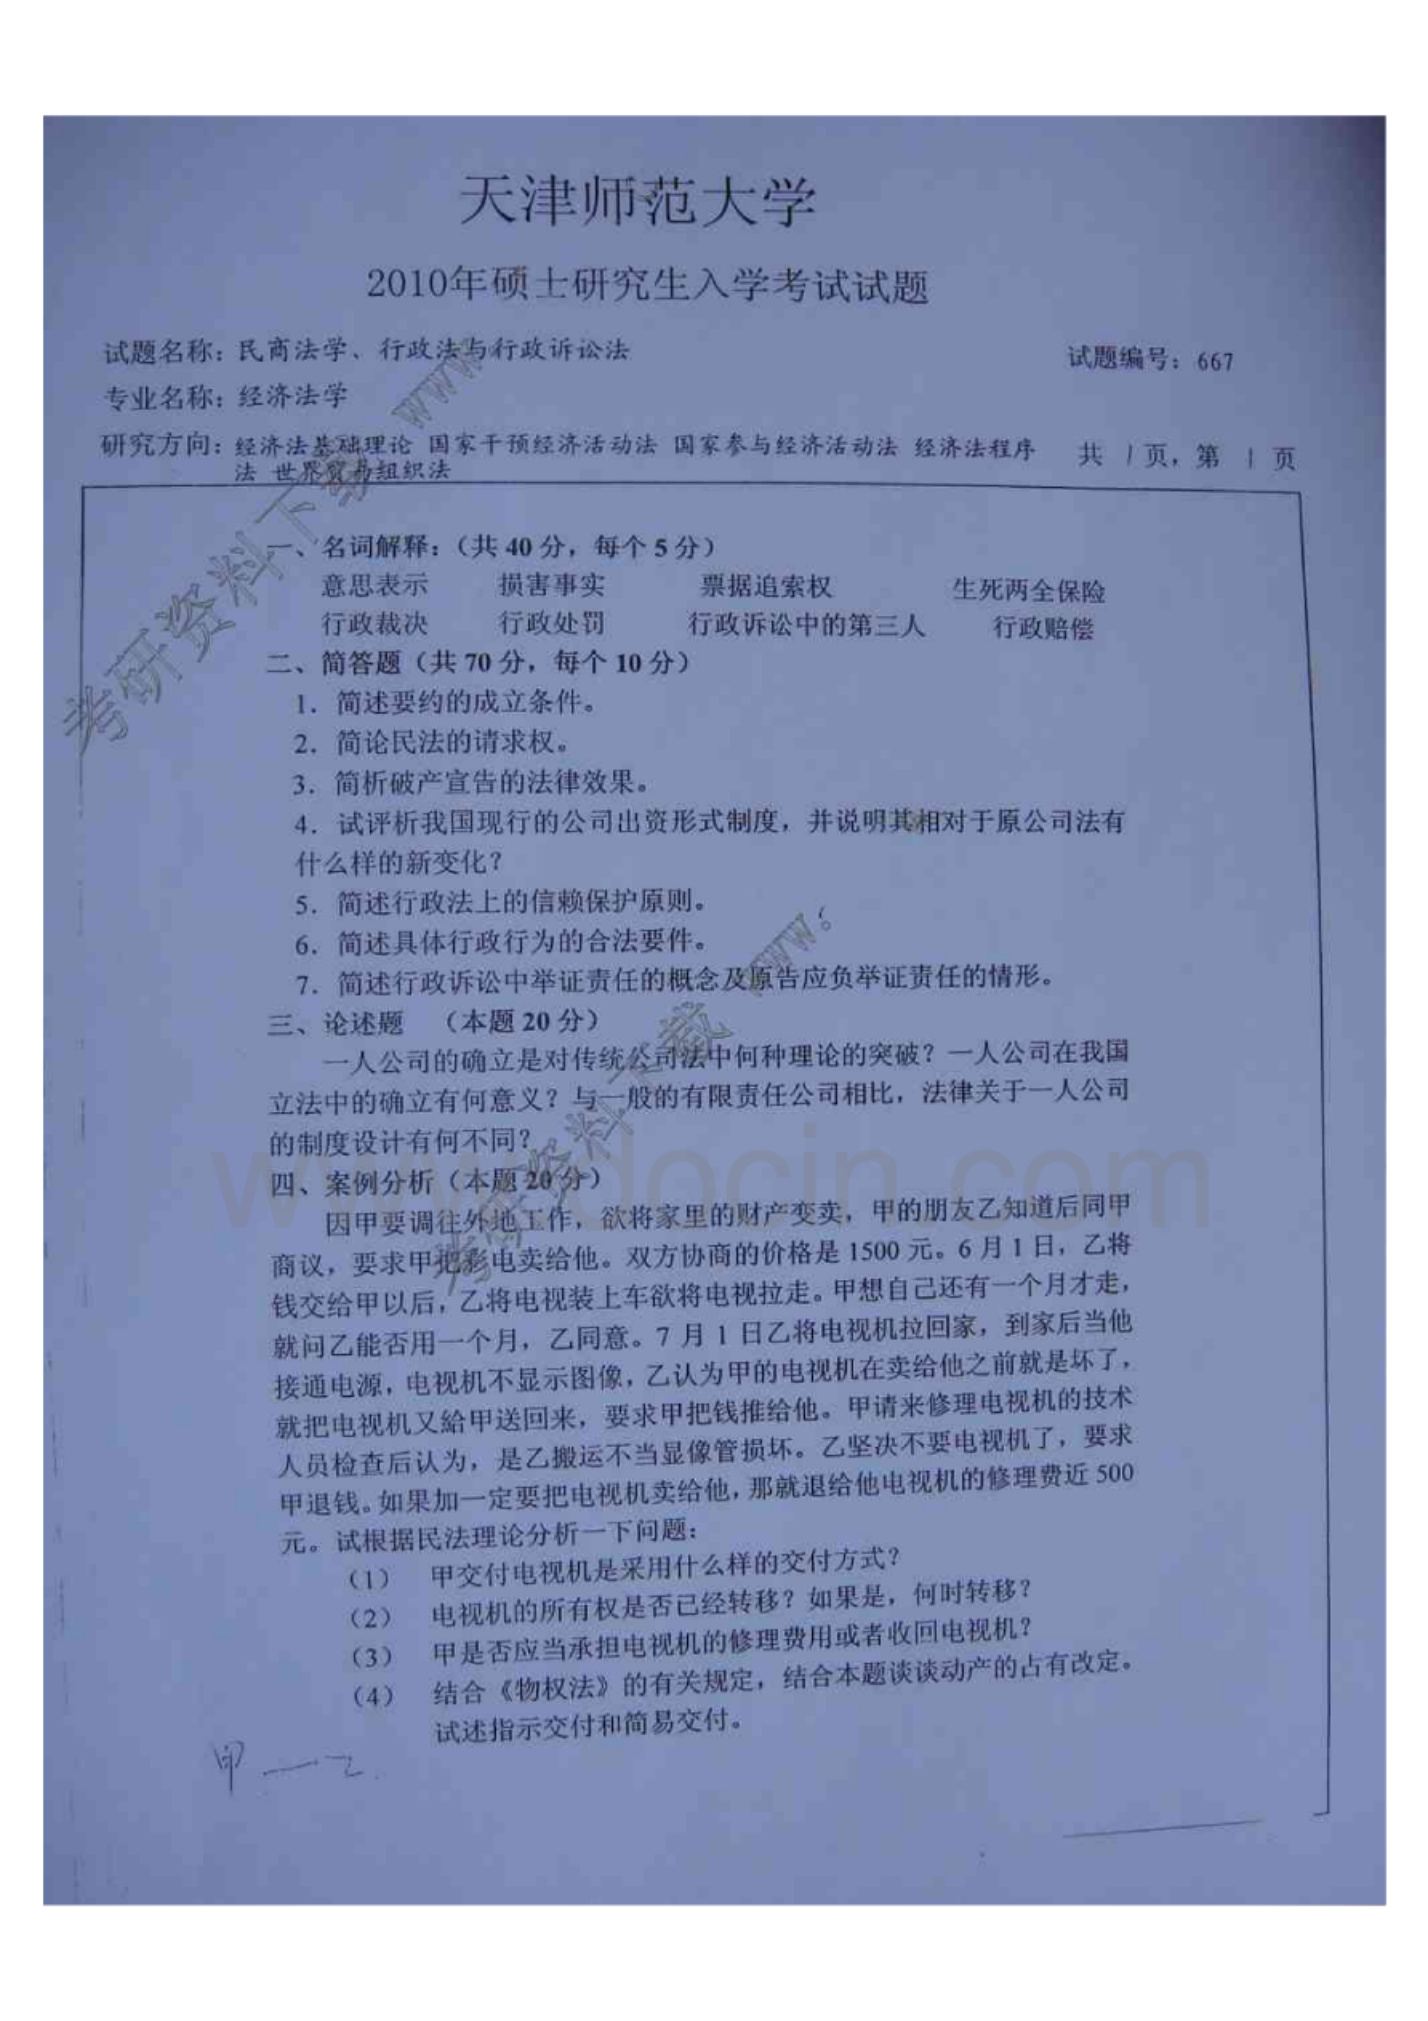 天津师范大学
2010年硕士研究生入学考试试题
试题名称：民商法学、行政法与行政诉讼法 试题编号：667
专业名称：经济法学
研究方向：经济法基础理论 国家干预经济活动法 国家参与经济活动法 经济法程序 共 1 页，第 1 页
法 世界贸易组织法
一、名词解释：（共 40 分，每个 5 分）
意思表示 损害事实 票据追索权 生死两全保险
行政裁决 行政处罚 行政诉讼中的第三人 行政赔偿
二、简答题（共 70 分，每个 10 分）
1．简述要约的成立条件。
2．简论民法的请求权。
3．简析破产宣告的法律效果。
4．试评析我国现行的公司出资形式制度，并说明其相对于原公司法有
什么样的新变化？
5．简述行政法上的信赖保护原则。
6．简述具体行政行为的合法要件。
7．简述行政诉讼中举证责任的概念及原告应负举证责任的情形。
三、论述题 （本题 20 分）
一人公司的确立是对传统公司法中何种理论的突破？一人公司在我国
立法中的确立有何意义？与一般的有限责任公司相比，法律关于一人公司
的制度设计有何不同？
四、案例分析（本题 20 分）
因甲要调往外地工作，欲将家里的财产变卖，甲的朋友乙知道后同甲
商议，要求甲把彩电卖给他。双方协商的价格是 1500 元。6 月 1 日，乙将
钱交给甲以后，乙将电视装上车欲将电视拉走。甲想自己还有一个月才走，
就问乙能否用一个月，乙同意。7 月 1 日乙将电视机拉回家，到家后当他
接通电源，电视机不显示图像，乙认为甲的电视机在卖给他之前就是坏了，
就把电视机又給甲送回来，要求甲把钱推给他。甲请来修理电视机的技术
人员检查后认为，是乙搬运不当显像管损坏。乙坚决不要电视机了，要求
甲退钱。如果加一定要把电视机卖给他，那就退给他电视机的修理费近 500
元。试根据民法理论分析一下问题：
（1） 甲交付电视机是采用什么样的交付方式？
（2） 电视机的所有权是否已经转移？如果是，何时转移？
（3） 甲是否应当承担电视机的修理费用或者收回电视机？
（4） 结合《物权法》的有关规定，结合本题谈谈动产的占有改定。
试述指示交付和简易交付。
甲 — 乙
考研资料下载 www.
考研资料下载 www.
www.docin.com